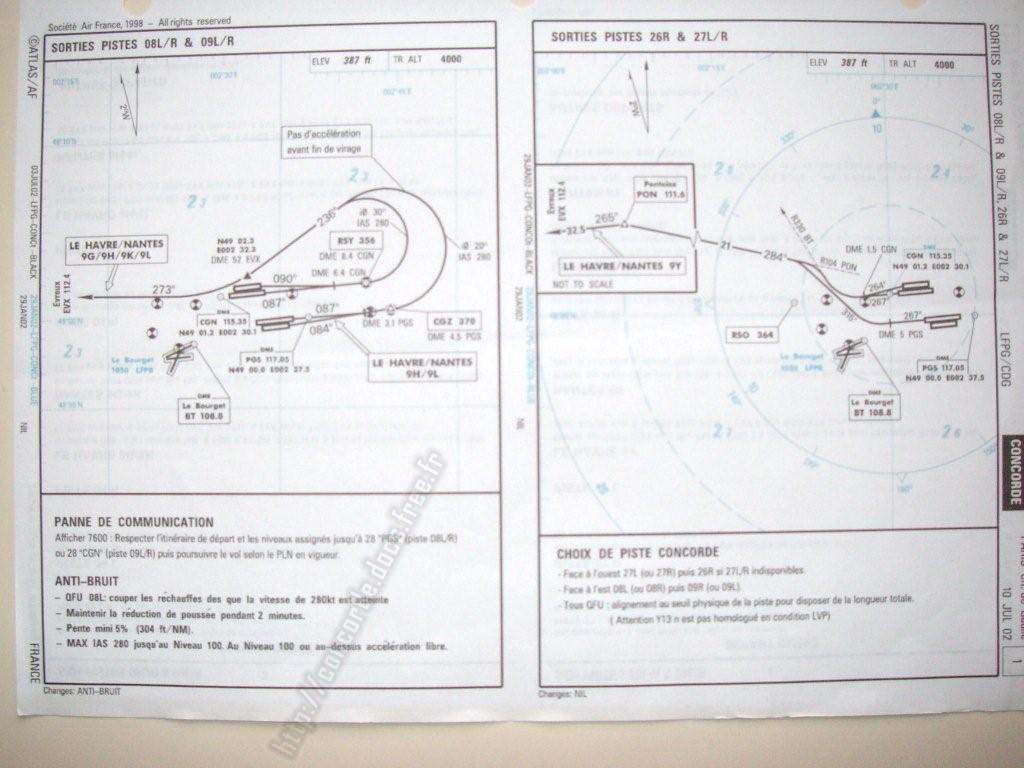 Société Air France, 1998 – All rights reserved
©ATLAS/AF
SORTIES PISTES 08L/R & 09L/R
ELEV 387 ft TR ALT 4000
2°W
Pas d'accélération
avant fin de virage
236°
iØ 30°
IAS 280
RSY 356
DME 8.4 CGN
DME 6.4 CGN
iØ 20°
IAS 280
LE HAVRE/NANTES
9G/9H/9K/9L
N49 02.3
E002 32.3
DME 52 EVX
Evreux
EVX 112.4
273°
090°
087°
087°
084°
DME
CGN 115.35
N49 01.2 E002 30.1
DME 3.1 PGS
CGZ 370
DME 4.5 PGS
DME
PGS 117.05
N49 00.0 E002 37.5
LE HAVRE/NANTES
9H/9L
Le Bourget
1050 LFPG
DME
Le Bourget
BT 108.8
PANNE DE COMMUNICATION
Afficher 7600 : Respecter l'itinéraire de départ et les niveaux assignés jusqu'à 28 "PGS" (piste 08L/R)
ou 28 "CGN" (piste 09L/R) puis poursuivre le vol selon le PLN en vigueur.
ANTI–BRUIT
– QFU 08L: couper les rechauffes des que la vitesse de 280kt est atteinte
– Maintenir la réduction de poussée pendant 2 minutes.
– Pente mini 5% (304 ft/NM).
– MAX IAS 280 jusqu'au Niveau 100. Au Niveau 100 ou au-dessus accélération libre.
Changes: ANTI–BRUIT
NIL
FRANCE
SORTIES PISTES 26R & 27L/R
ELEV 387 ft TR ALT 4000
2°W
Pontoise
PON 111.6
Evreux
EVX 112.4
265°
32.5
LE HAVRE/NANTES 9Y
NOT TO SCALE
21
284°
R290 BT
R104 PON
DME 1.5 CGN
DME
CGN 115.35
N49 01.2 E002 30.1
264°
267°
316°
267°
RSO 364
DME 5 PGS
DME
PGS 117.05
N49 00.0 E002 37.5
Le Bourget
1050 LFPG
DME
Le Bourget
BT 108.8
CHOIX DE PISTE CONCORDE
- Face à l'ouest 27L (ou 27R) puis 26R si 27L/R indisponibles.
- Face à l'est 08L (ou 08R) puis 09R (ou 09L).
- Tous QFU : alignement au seuil physique de la piste pour disposer de la longueur totale.
( Attention Y13 n est pas homologué en condition LVP)
Changes: NIL
NIL
SORTIES PISTES 08L/R & 09L/R, 26R & 27L/R
LFPG/CDG
CONCORDE
10 JUL 02
1
http://concorde.docs.free.fr